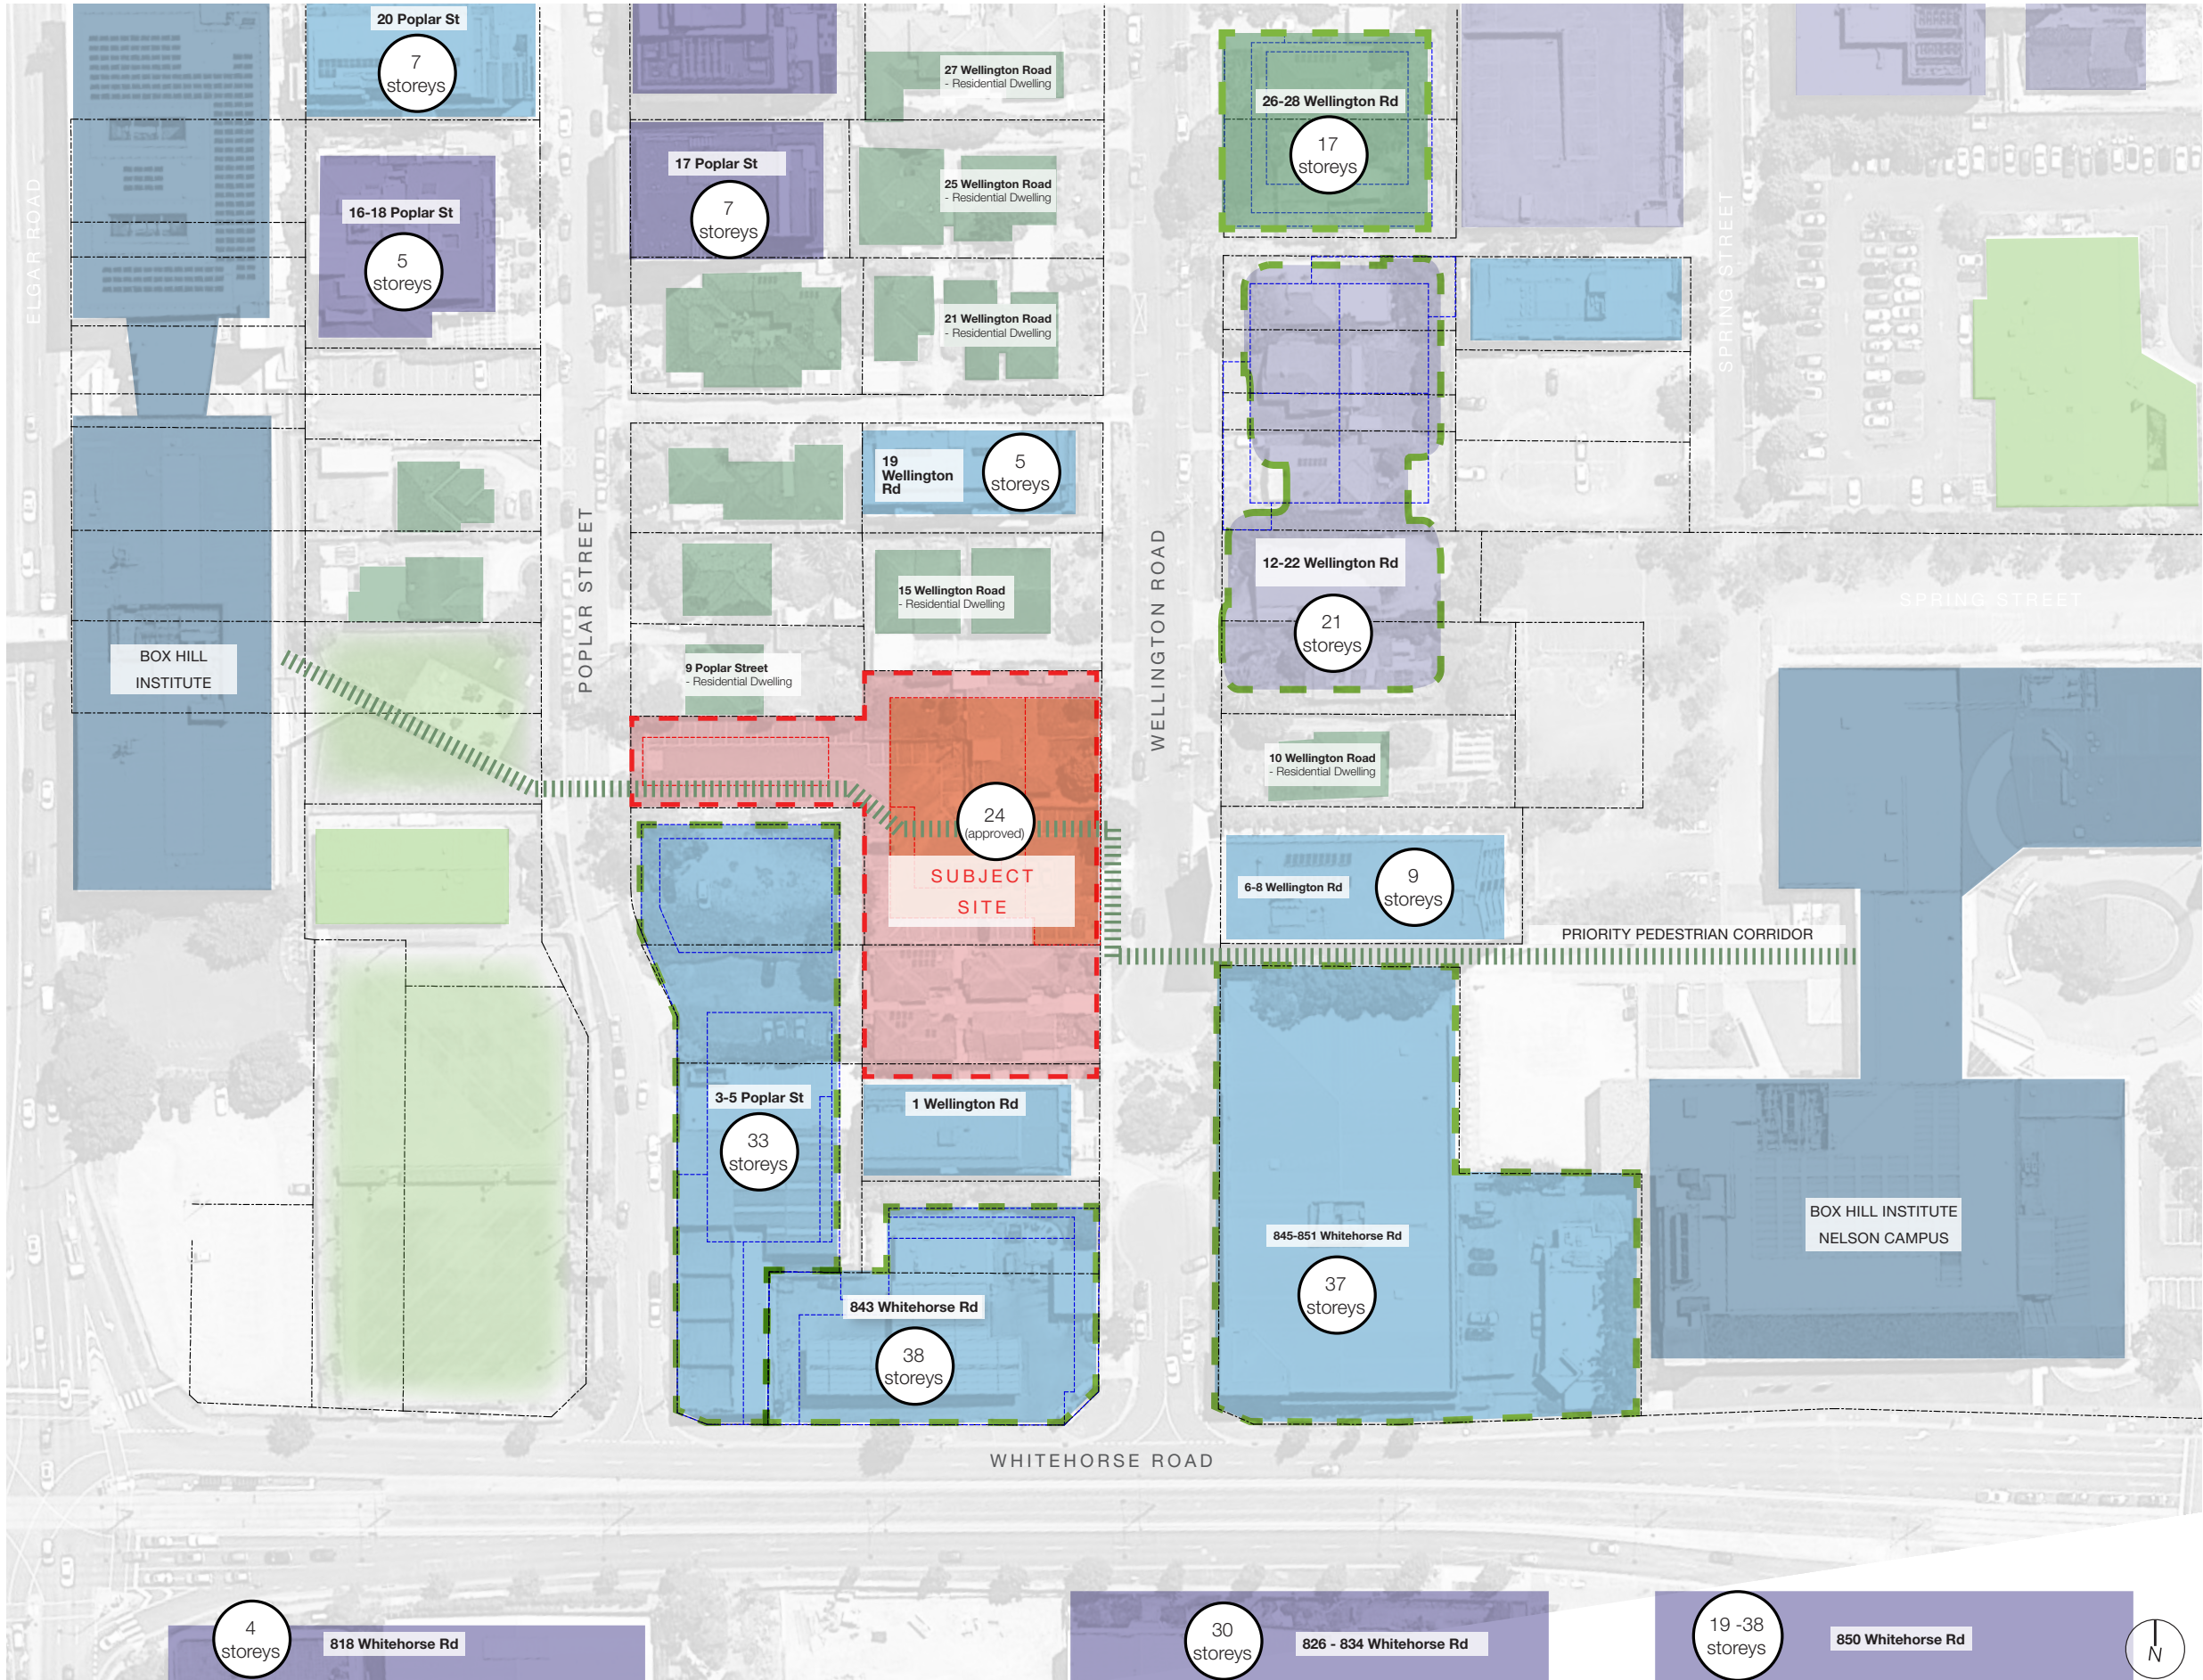 20 Poplar St
7
storeys
27 Wellington Road
- Residential Dwelling
26-28 Wellington Rd
17
storeys
17 Poplar St
7
storeys
25 Wellington Road
- Residential Dwelling
16-18 Poplar St
5
storeys
ELGAR ROAD
SPRING STREET
21 Wellington Road
- Residential Dwelling
19
Wellington
Rd
5
storeys
POPLAR STREET
WELLINGTON ROAD
12-22 Wellington Rd
21
storeys
15 Wellington Road
- Residential Dwelling
SPRING STREET
BOX HILL
INSTITUTE
9 Poplar Street
- Residential Dwelling
10 Wellington Road
- Residential Dwelling
24
(approved)
SUBJECT
SITE
6-8 Wellington Rd
9
storeys
PRIORITY PEDESTRIAN CORRIDOR
3-5 Poplar St
33
storeys
1 Wellington Rd
845-851 Whitehorse Rd
37
storeys
BOX HILL INSTITUTE
NELSON CAMPUS
843 Whitehorse Rd
38
storeys
WHITEHORSE ROAD
4
storeys
818 Whitehorse Rd
30
storeys
826 - 834 Whitehorse Rd
19 -38
storeys
850 Whitehorse Rd
N